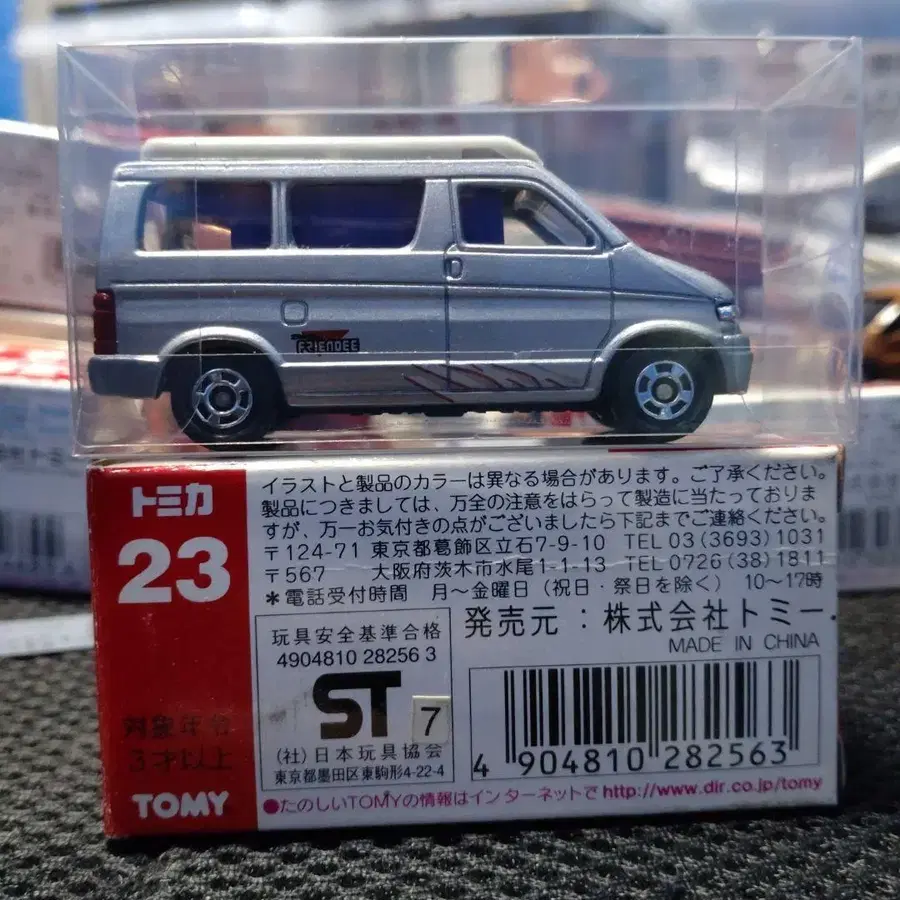 FRIENDEE
トミカ
23
対象年令
3才以上
TOMY
イラストと製品のカラーは異なる場合があります。ご了承ください。
製品につきましては、万全の注意をはらって製造に当たっておりま
すが、万一お気付きの点がございましたら下記までご連絡ください。
〒124-71 東京都葛飾区立石7-9-10 TEL 03(3693)1031
〒567 大阪府茨木市水尾1-1-13 TEL 0726(38)1811
*電話受付時間 月~金曜日(祝日・祭日を除く) 10~17時
発売元:株式会社トミー
MADE IN CHINA
玩具安全基準合格
4904810 28256 3
ST
7
(社)日本玩具協会
東京都墨田区東駒形4-22-4
4 904810 282563
●たのしいTOMYの情報はインターネットで http://www.dir.co.jp/tomy